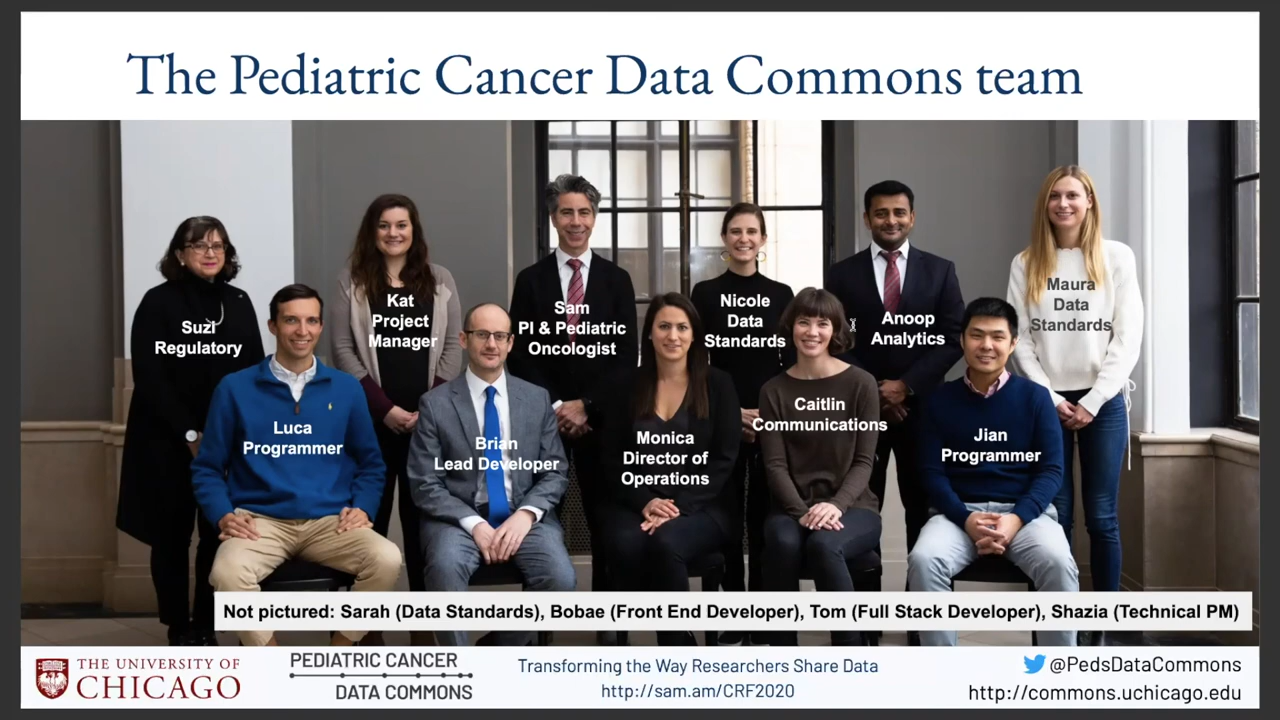 The Pediatric Cancer Data Commons team
Suzi
Regulatory
Kat
Project
Manager
Sam
PI & Pediatric
Oncologist
Nicole
Data
Standards
Anoop
Analytics
Maura
Data
Standards
Luca
Programmer
Brian
Lead Developer
Monica
Director of
Operations
Caitlin
Communications
Jian
Programmer
Not pictured: Sarah (Data Standards), Bobae (Front End Developer), Tom (Full Stack Developer), Shazia (Technical PM)
THE UNIVERSITY OF
CHICAGO
PEDIATRIC CANCER
DATA COMMONS
Transforming the Way Researchers Share Data
http://sam.am/CRF2020
@PedsDataCommons
http://commons.uchicago.edu